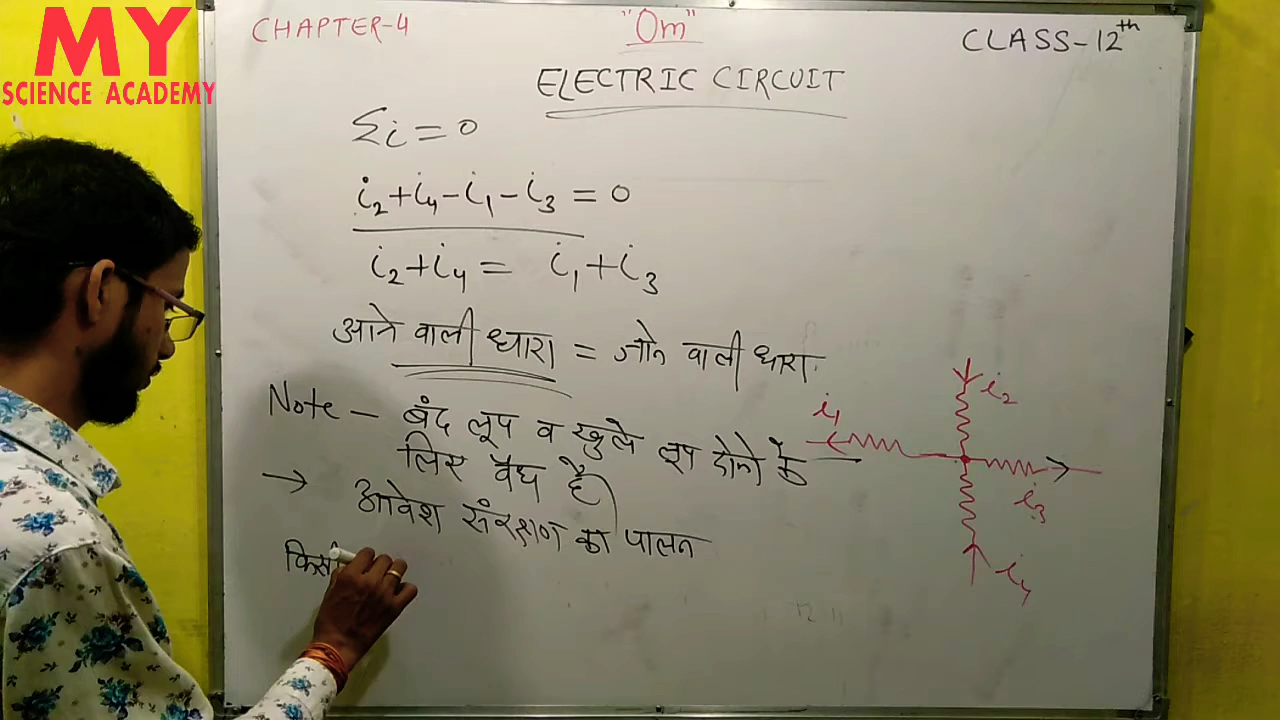 MY
SCIENCE ACADEMY
CHAPTER-4
"Om"
CLASS-12th
ELECTRIC CIRCUIT
Σi = 0
i₂+i₄-i₁-i₃ = 0
i₂+i₄ = i₁+i₃
आने वाली धारा = जाने वाली धारा
Note - बंद लूप व खुले लूप दोनो के
लिए वैध है।
→ आवेश संरक्षण का पालन
किसी
i₁
i₂
i₃
i₄